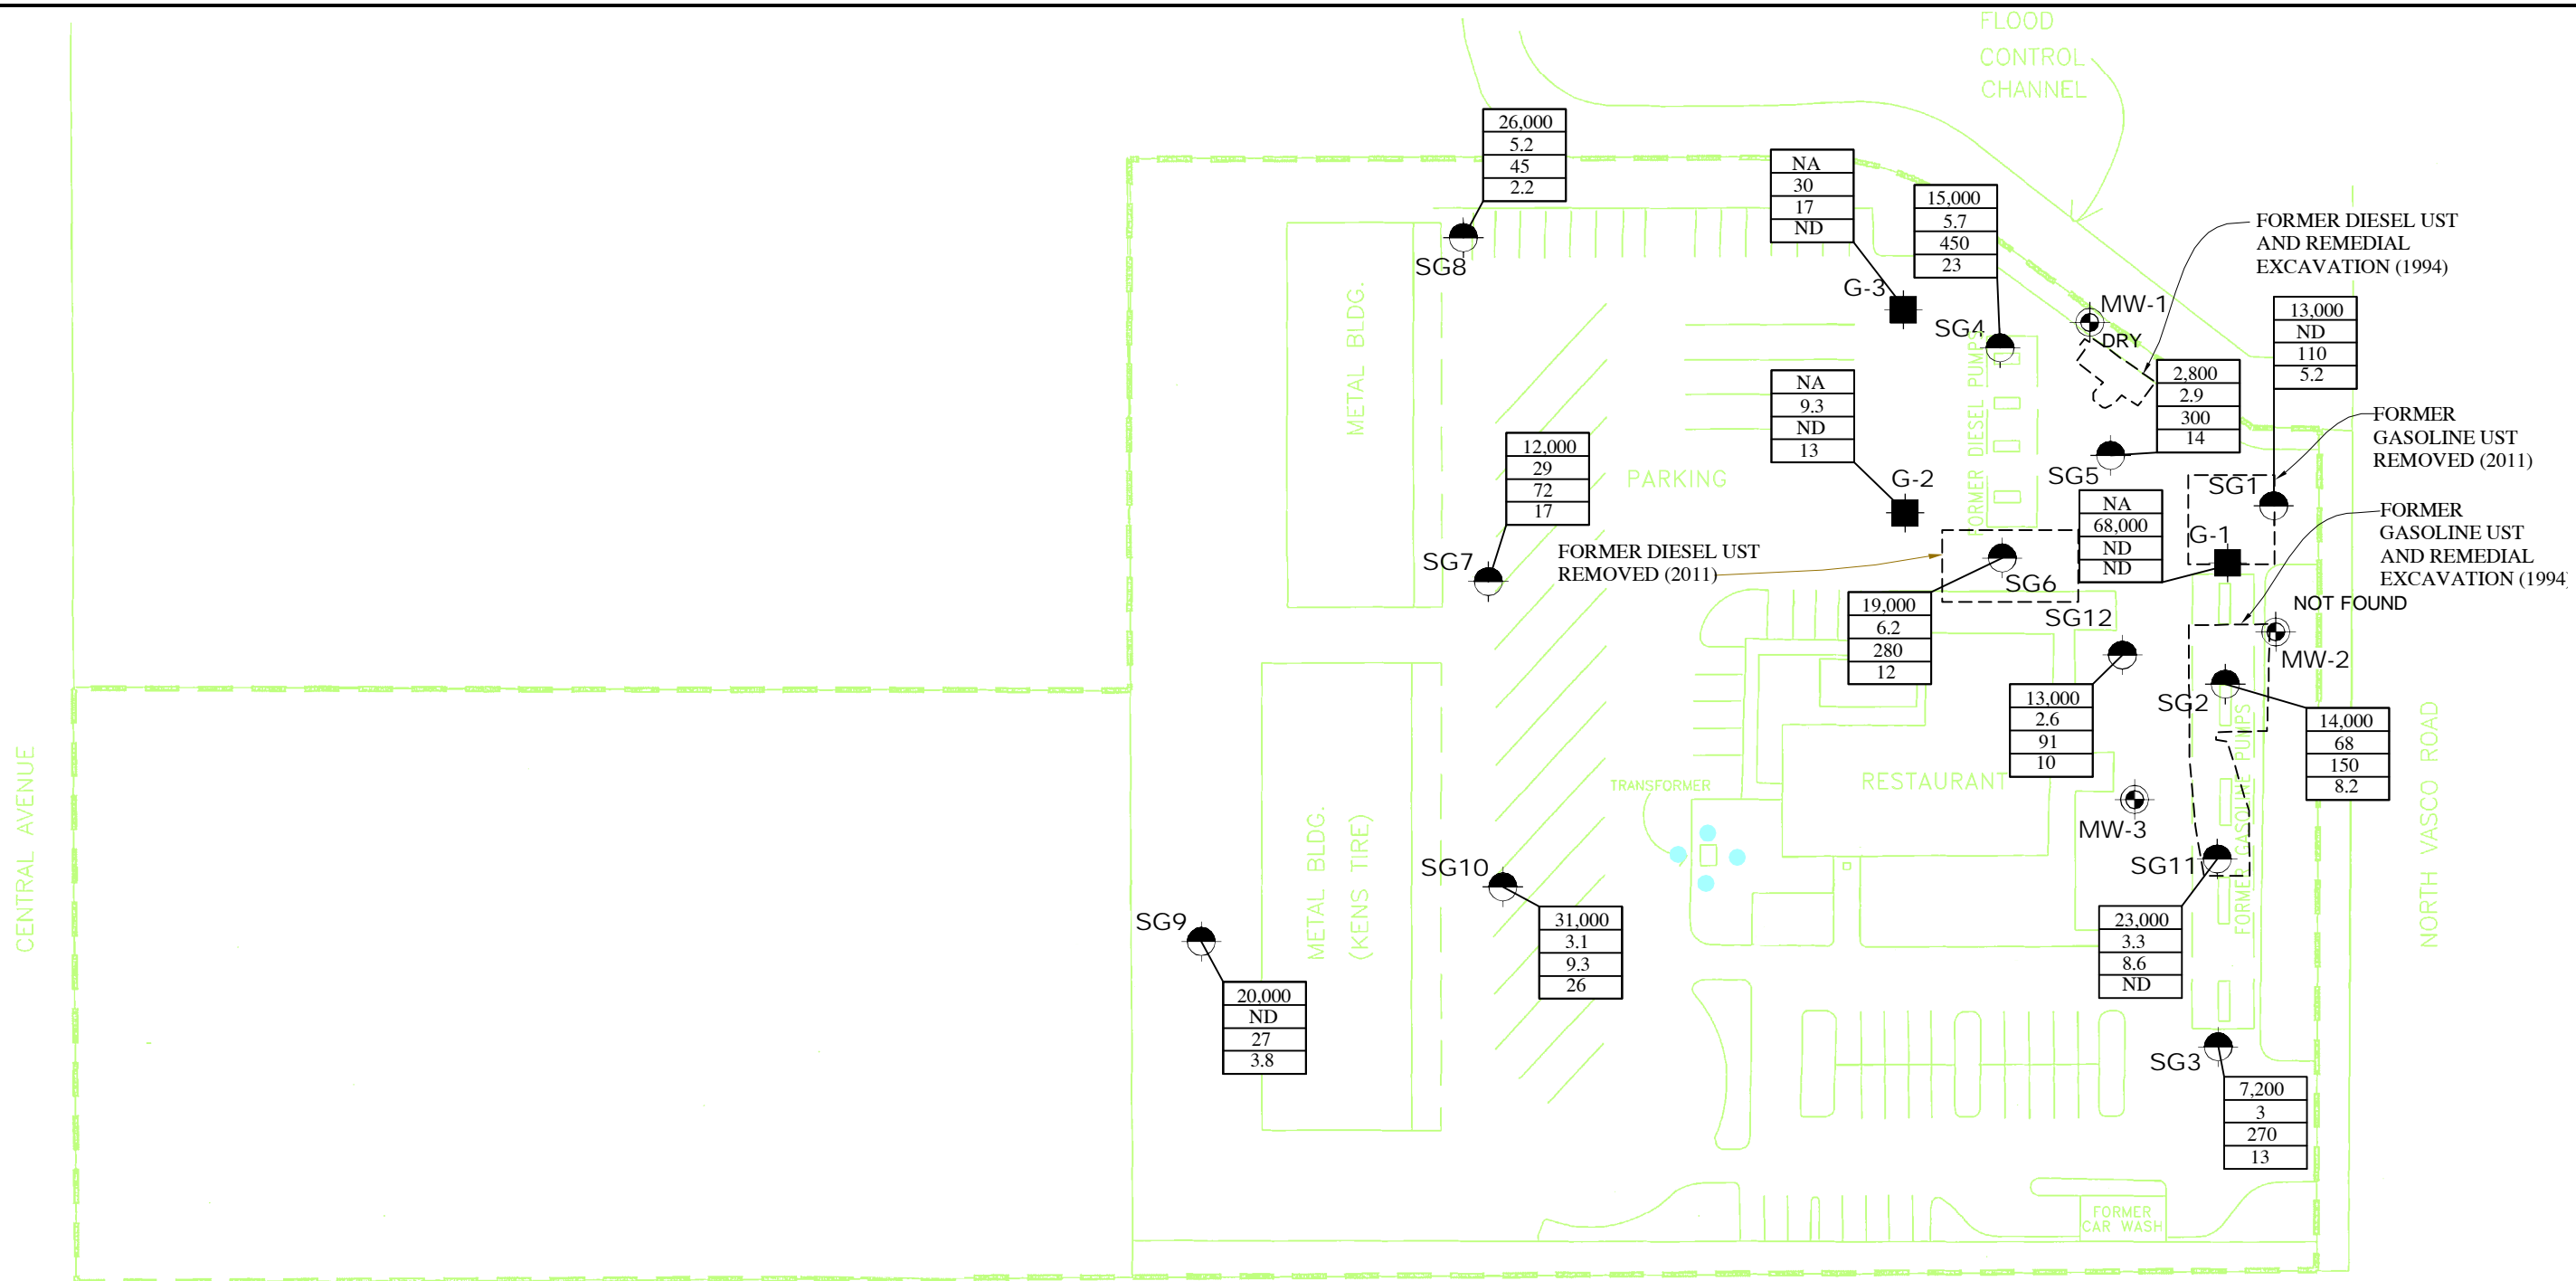 FLOOD
CONTROL
CHANNEL
26,000
5.2
45
2.2
SG8
NA
30
17
ND
G-3
15,000
5.7
450
23
SG4
MW-1
DRY
FORMER DIESEL UST
AND REMEDIAL
EXCAVATION (1994)
13,000
ND
110
5.2
SG1
2,800
2.9
300
14
SG5
FORMER
GASOLINE UST
REMOVED (2011)
FORMER
GASOLINE UST
AND REMEDIAL
EXCAVATION (1994
NOT FOUND
MW-2
METAL BLDG.
NA
9.3
ND
13
G-2
PARKING
FORMER DIESEL PUMPS
12,000
29
72
17
SG7
FORMER DIESEL UST
REMOVED (2011)
NA
68,000
ND
ND
G-1
SG6
19,000
6.2
280
12
SG12
13,000
2.6
91
10
SG2
14,000
68
150
8.2
TRANSFORMER
RESTAURANT
MW-3
FORMER GASOLINE PUMPS
NORTH VASCO ROAD
CENTRAL AVENUE
METAL BLDG.
(KENS TIRE)
SG10
31,000
3.1
9.3
26
SG11
23,000
3.3
8.6
ND
SG9
20,000
ND
27
3.8
SG3
7,200
3
270
13
FORMER
CAR WASH